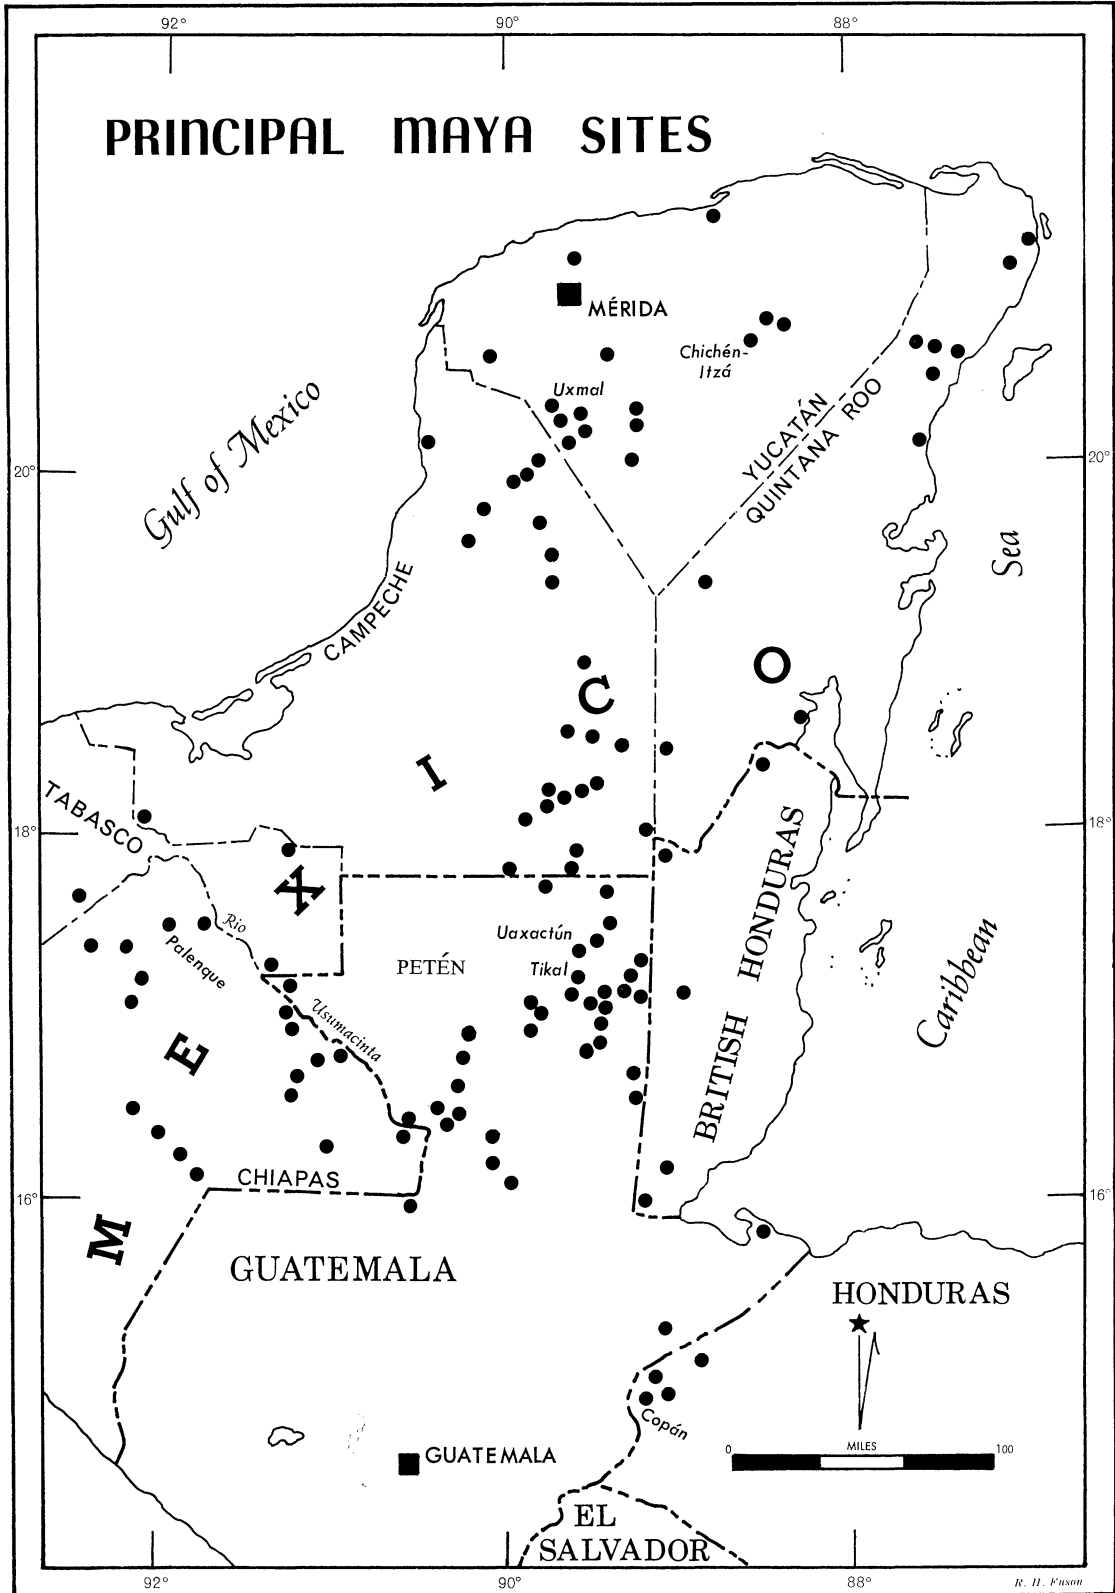 92°
90°
88°
PRINCIPAL MAYA SITES
MÉRIDA
Chichén-
Itzá
Uxmal
Gulf of Mexico
YUCATÁN
QUINTANA ROO
20°
20°
Sea
CAMPECHE
O
C
I
X
E
M
TABASCO
18°
18°
BRITISH HONDURAS
Rio
Usumacinta
Palenque
Uaxactún
PETÉN
Tikal
Caribbean
CHIAPAS
16°
16°
GUATEMALA
HONDURAS
Copán
0
MILES
100
GUATEMALA
EL
SALVADOR
92°
90°
88°
R. H. Fuson